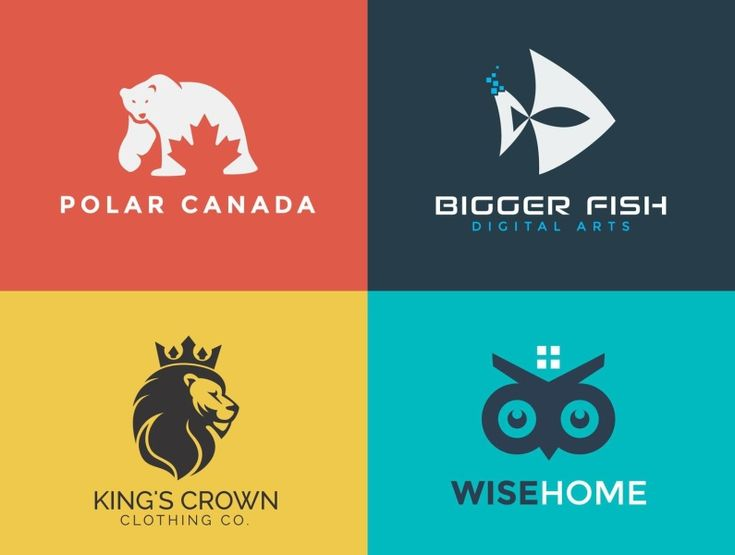 POLAR CANADA
BIGGER FISH
DIGITAL ARTS
KING'S CROWN
CLOTHING CO.
WISEHOME